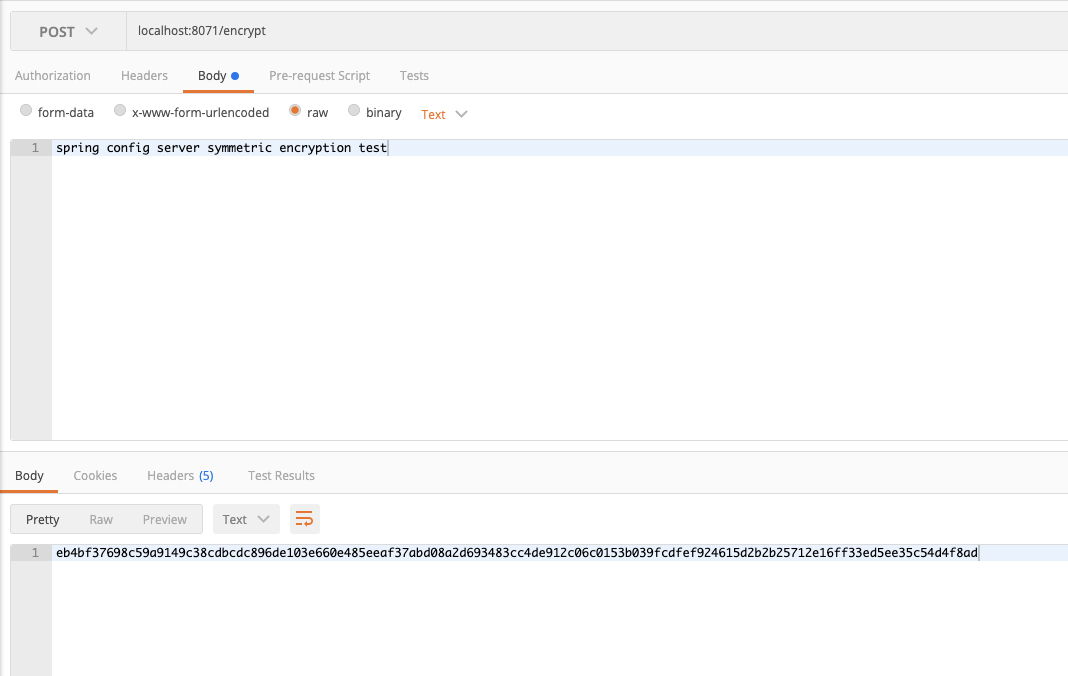 POST localhost:8071/encrypt
Authorization Headers Body Pre-request Script Tests
form-data x-www-form-urlencoded raw binary Text
1 spring config server symmetric encryption test
Body Cookies Headers (5) Test Results
Pretty Raw Preview Text
1 eb4bf37698c59a9149c38cdbcdc896de103e660e485eeaf37abd08a2d693483cc4de912c06c0153b039fcdfef924615d2b2b25712e16ff33ed5ee35c54d4f8ad